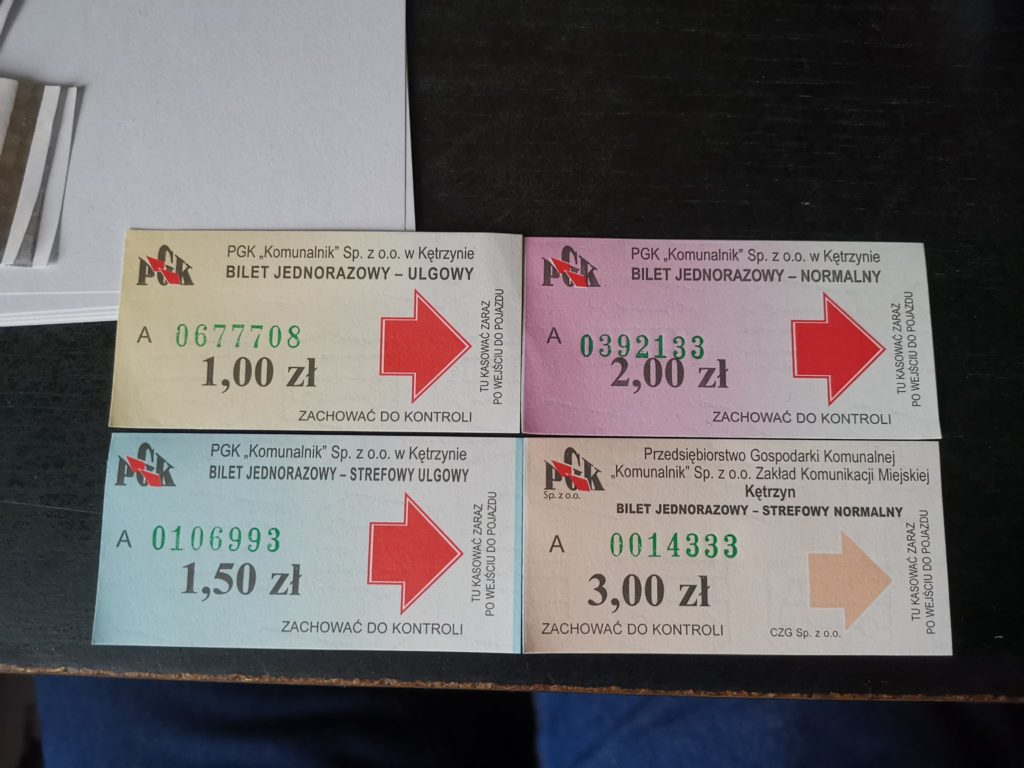 PGK
PGK „Komunalnik” Sp. z o.o. w Kętrzynie
BILET JEDNORAZOWY – ULGOWY
A 0677708
1,00 zł
ZACHOWAĆ DO KONTROLI
TU KASOWAĆ ZARAZ
PO WEJŚCIU DO POJAZDU
PGK
PGK „Komunalnik” Sp. z o.o. w Kętrzynie
BILET JEDNORAZOWY – NORMALNY
A 0392133
2,00 zł
ZACHOWAĆ DO KONTROLI
TU KASOWAĆ ZARAZ
PO WEJŚCIU DO POJAZDU
PGK
PGK „Komunalnik” Sp. z o.o. w Kętrzynie
BILET JEDNORAZOWY – STREFOWY ULGOWY
A 0106993
1,50 zł
ZACHOWAĆ DO KONTROLI
TU KASOWAĆ ZARAZ
PO WEJŚCIU DO POJAZDU
PGK
Sp. z o.o.
Przedsiębiorstwo Gospodarki Komunalnej
„Komunalnik” Sp. z o.o. Zakład Komunikacji Miejskiej
Kętrzyn
BILET JEDNORAZOWY – STREFOWY NORMALNY
A 0014333
3,00 zł
ZACHOWAĆ DO KONTROLI
CZG Sp. z o.o.
TU KASOWAĆ ZARAZ
PO WEJŚCIU DO POJAZDU